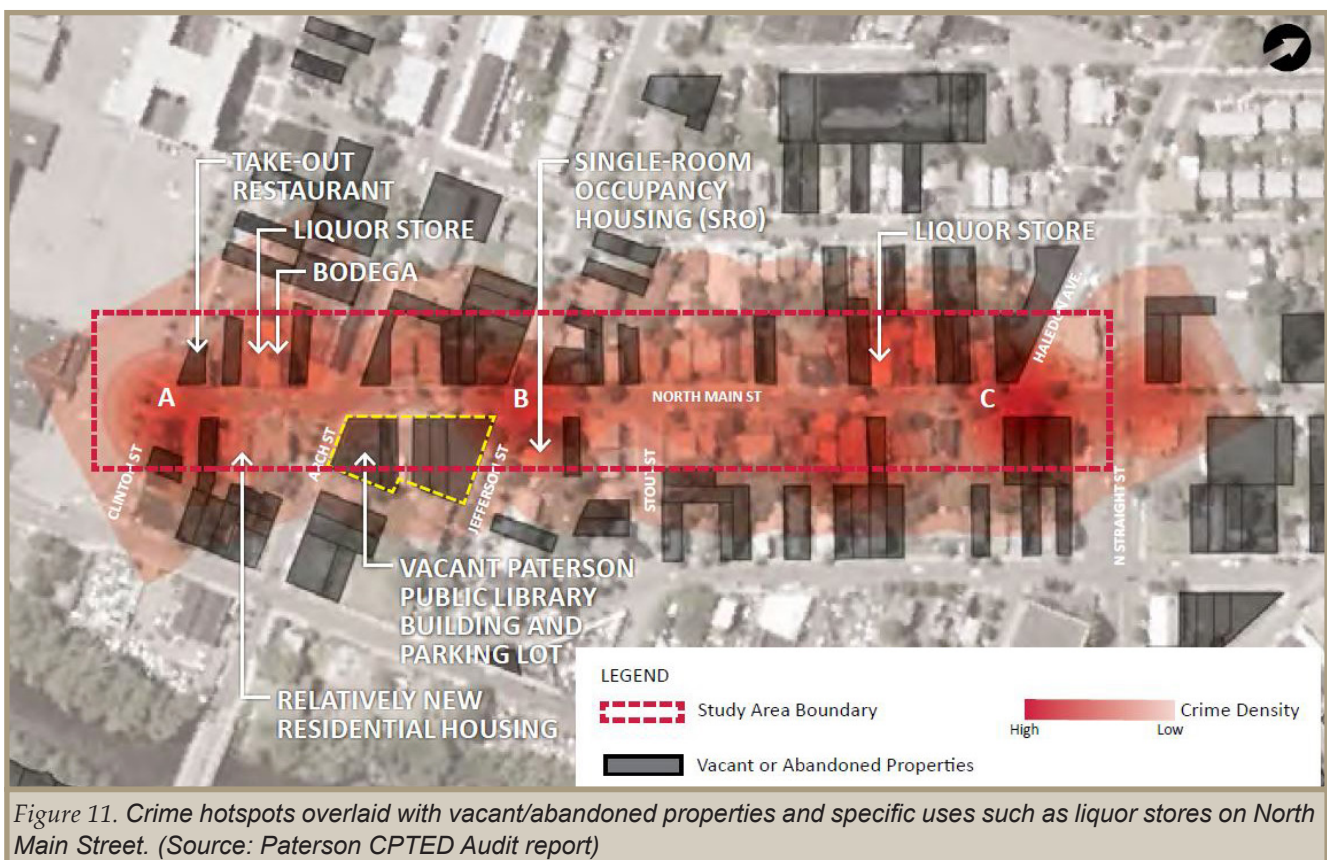 TAKE-OUT
RESTAURANT
LIQUOR STORE
BODEGA
SINGLE-ROOM
OCCUPANCY
HOUSING (SRO)
LIQUOR STORE
HALEDON AVE.
A
B
NORTH MAIN ST
C
CLINTON ST
ARCH ST
JEFFERSON ST
STOUT ST
N STRAIGHT ST
VACANT PATERSON
PUBLIC LIBRARY
BUILDING AND
PARKING LOT
RELATIVELY NEW
RESIDENTIAL HOUSING
LEGEND
Study Area Boundary
Crime Density
High
Low
Vacant or Abandoned Properties
Figure 11. Crime hotspots overlaid with vacant/abandoned properties and specific uses such as liquor stores on North
Main Street. (Source: Paterson CPTED Audit report)